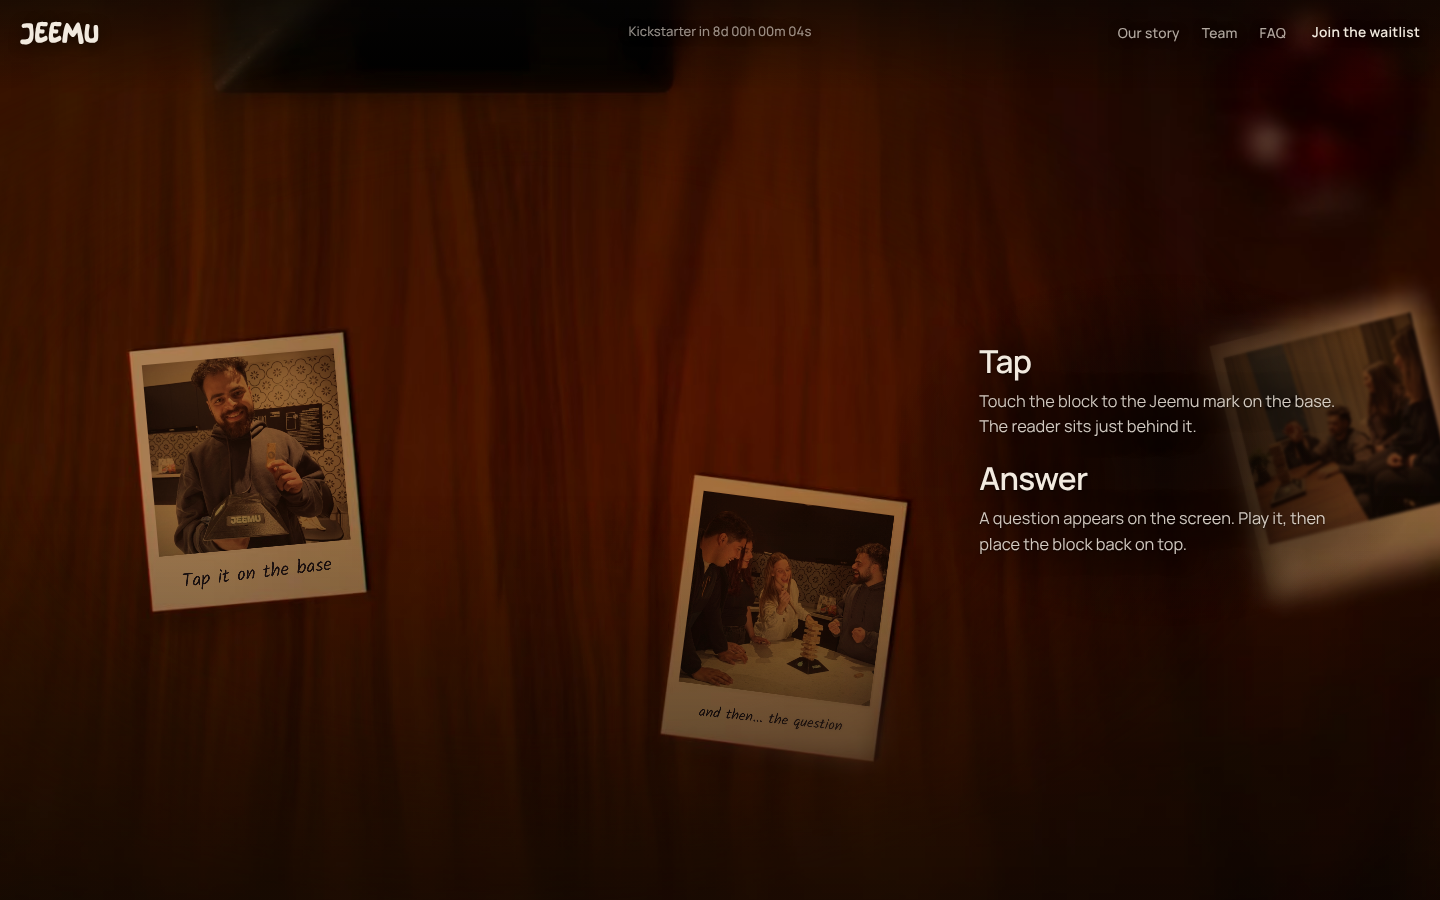 JEEMU
Kickstarter in 8d 00h 00m 04s
Our story
Team
FAQ
Join the waitlist
Tap
Touch the block to the Jeemu mark on the base.
The reader sits just behind it.
Answer
A question appears on the screen. Play it, then
place the block back on top.
JEEMU
Tap it on the base
and then... the question